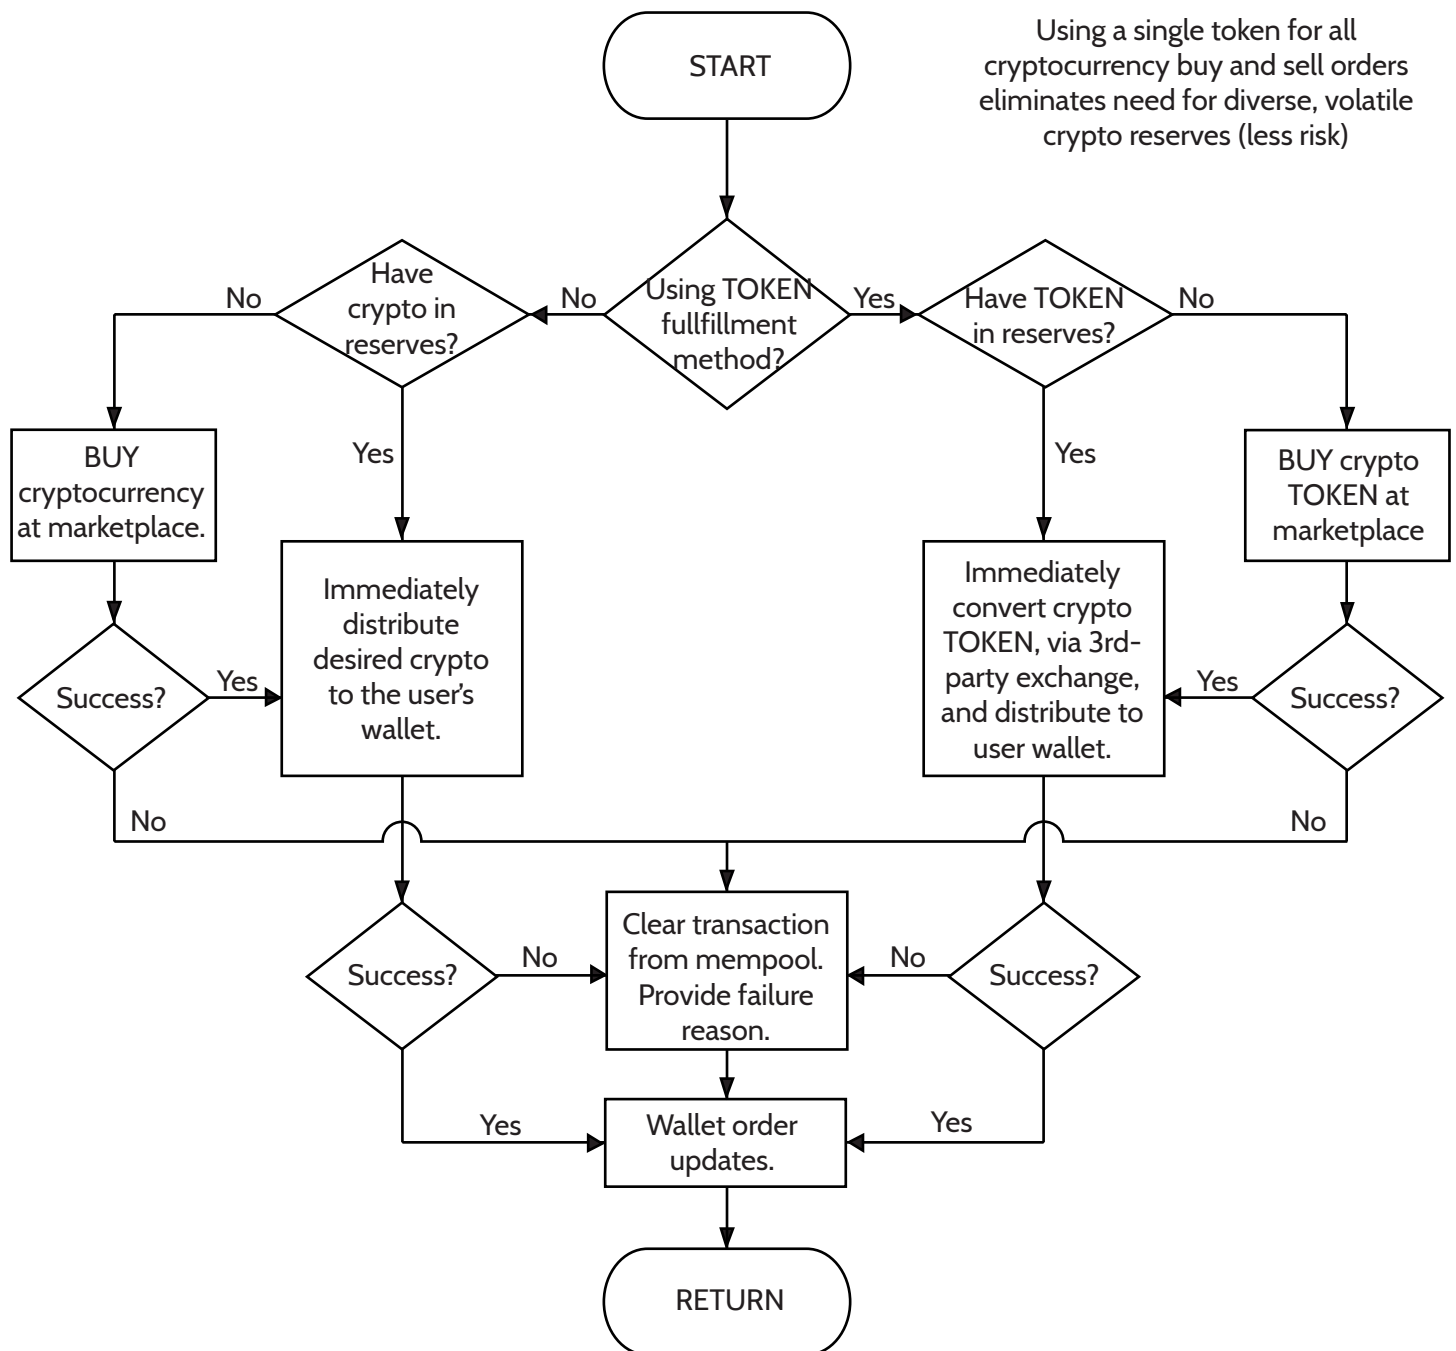 START
Using a single token for all
cryptocurrency buy and sell orders
eliminates need for diverse, volatile
crypto reserves (less risk)
Have
crypto in
reserves?
No
No
Using TOKEN
fullfillment
method?
Yes
Have TOKEN
in reserves?
No
Yes
Yes
BUY
cryptocurrency
at marketplace.
BUY crypto
TOKEN at
marketplace
Immediately
distribute
desired crypto
to the user's
wallet.
Immediately
convert crypto
TOKEN, via 3rd-
party exchange,
and distribute to
user wallet.
Success?
Yes
Yes
Success?
No
No
Success?
No
Clear transaction
from mempool.
Provide failure
reason.
No
Success?
Yes
Wallet order
updates.
Yes
RETURN